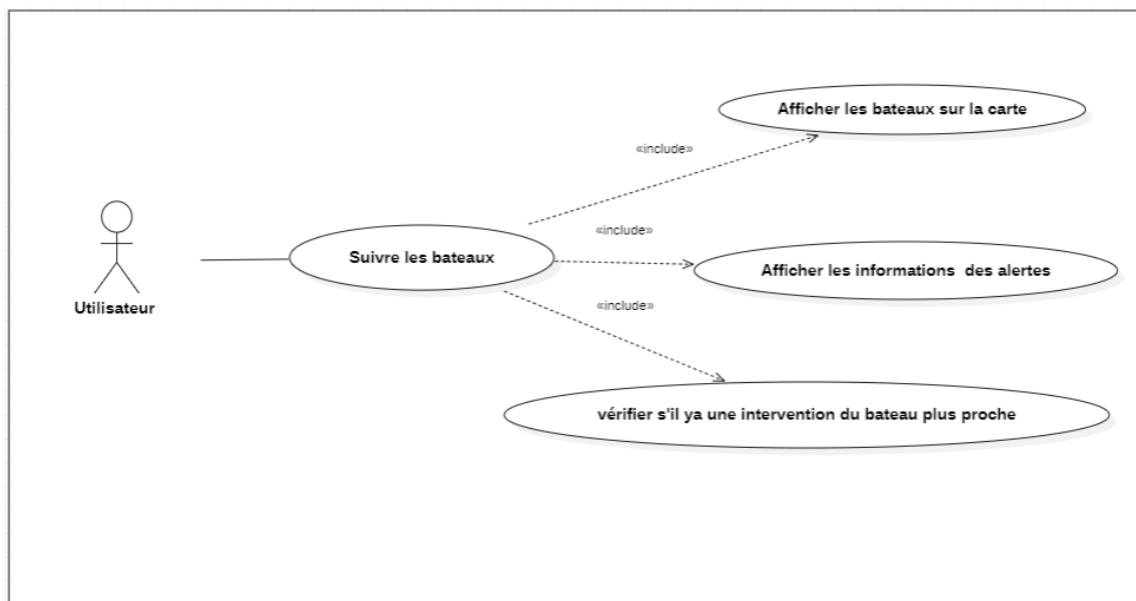 Afficher les bateaux sur la carte
«include»
«include»
Suivre les bateaux
Afficher les informations  des alertes
Utilisateur
«include»
vérifier s'il ya une intervention du bateau plus proche